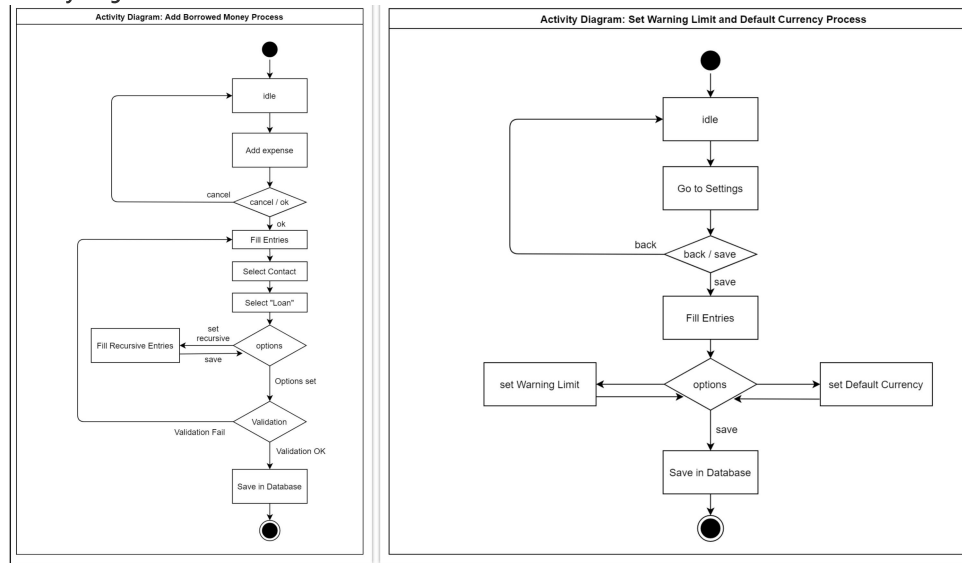 Activity Diagram: Add Borrowed Money Process
idle
Add expense
cancel
cancel / ok
ok
Fill Entries
Select Contact
Select "Loan"
set
recursive
Fill Recursive Entries
options
save
Options set
Validation
Validation Fail
Validation OK
Save in Database
Activity Diagram: Set Warning Limit and Default Currency Process
idle
Go to Settings
back
back / save
save
Fill Entries
set Warning Limit
options
set Default Currency
save
Save in Database